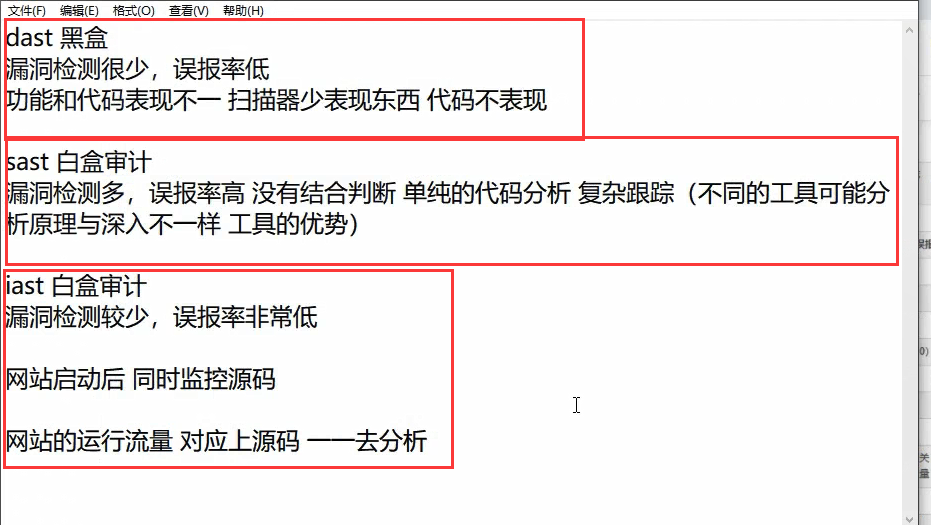 文件(F) 编辑(E) 格式(O) 查看(V) 帮助(H)
dast 黑盒
漏洞检测很少，误报率低
功能和代码表现不一 扫描器少表现东西 代码不表现
sast 白盒审计
漏洞检测多，误报率高 没有结合判断 单纯的代码分析 复杂跟踪（不同的工具可能分
析原理与深入不一样 工具的优势）
iast 白盒审计
漏洞检测较少，误报率非常低
网站启动后 同时监控源码
网站的运行流量 对应上源码 一一去分析
误报
0)
关
量